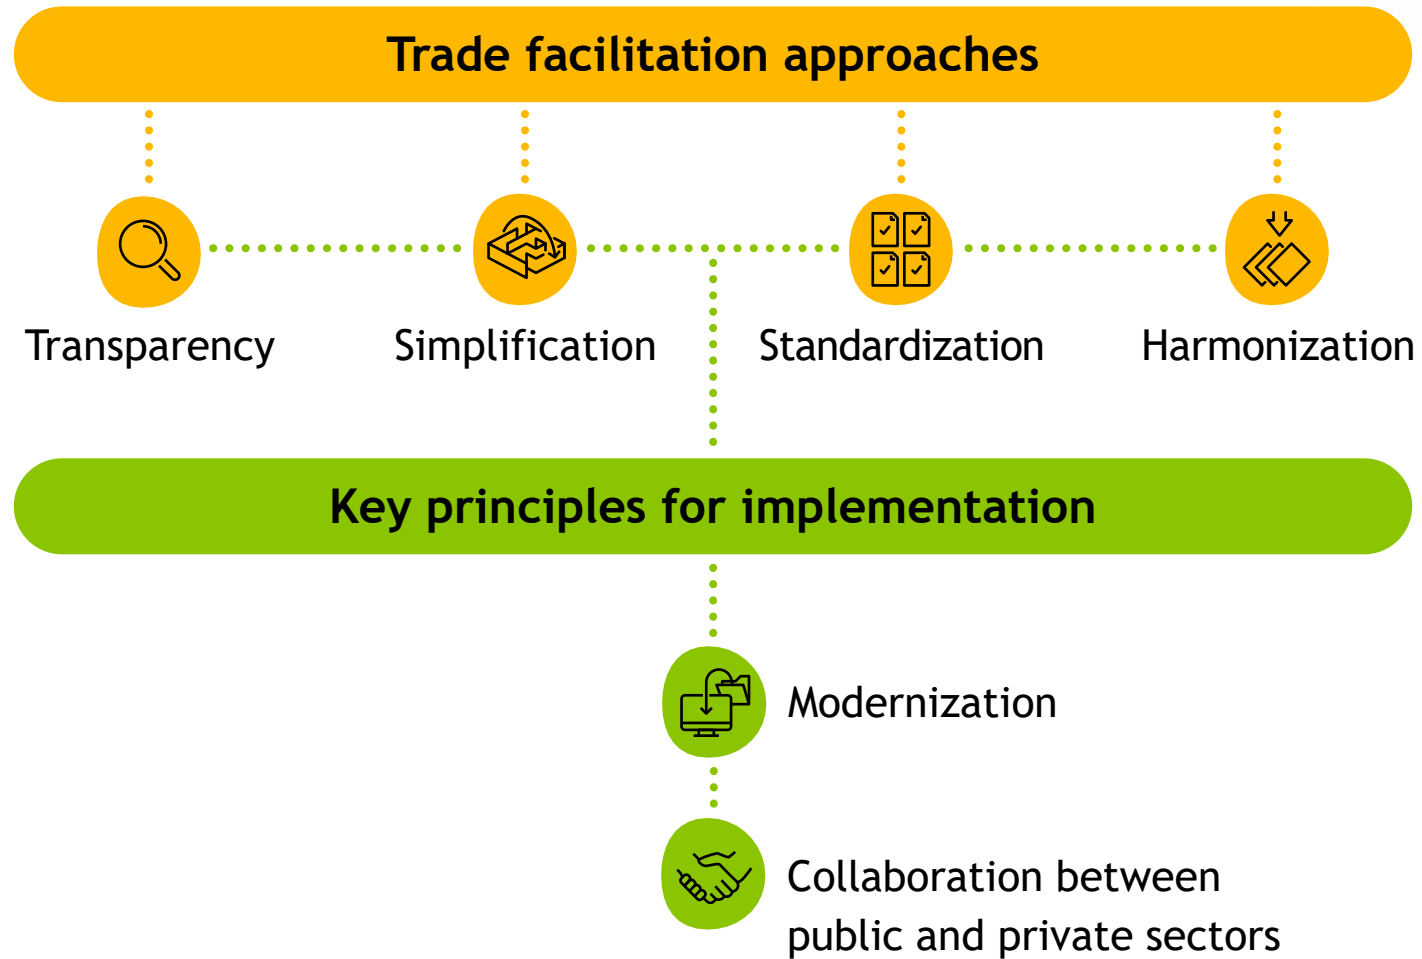 Trade facilitation approaches
Transparency
Simplification
Standardization
Harmonization
Key principles for implementation
Modernization
Collaboration between
public and private sectors